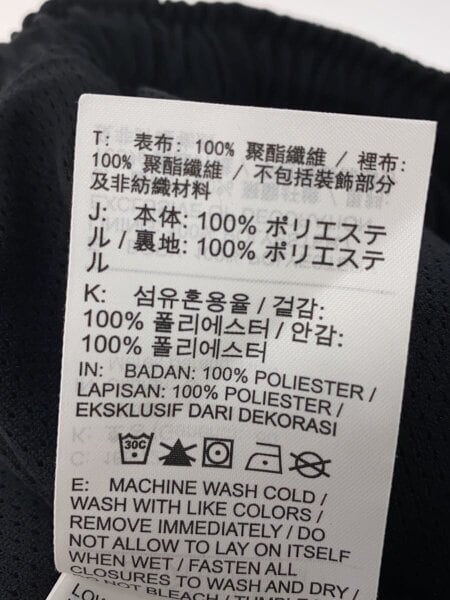 T: 表布: 100% 聚酯纖維 / 裡布:
100% 聚酯纖維 / 不包括裝飾部分
及非紡織材料
J: 本体: 100% ポリエステ
ル / 裏地: 100% ポリエステ
ル
K: 섬유혼용율 / 겉감:
100% 폴리에스터 / 안감:
100% 폴리에스터
IN: BADAN: 100% POLIESTER /
LAPISAN: 100% POLIESTER /
EKSKLUSIF DARI DEKORASI
30C
E: MACHINE WASH COLD /
WASH WITH LIKE COLORS /
REMOVE IMMEDIATELY / DO
NOT ALLOW TO LAY ON ITSELF
WHEN WET / FASTEN ALL
CLOSURES TO WASH AND DRY /
DO NOT BLEACH / TUMBLE